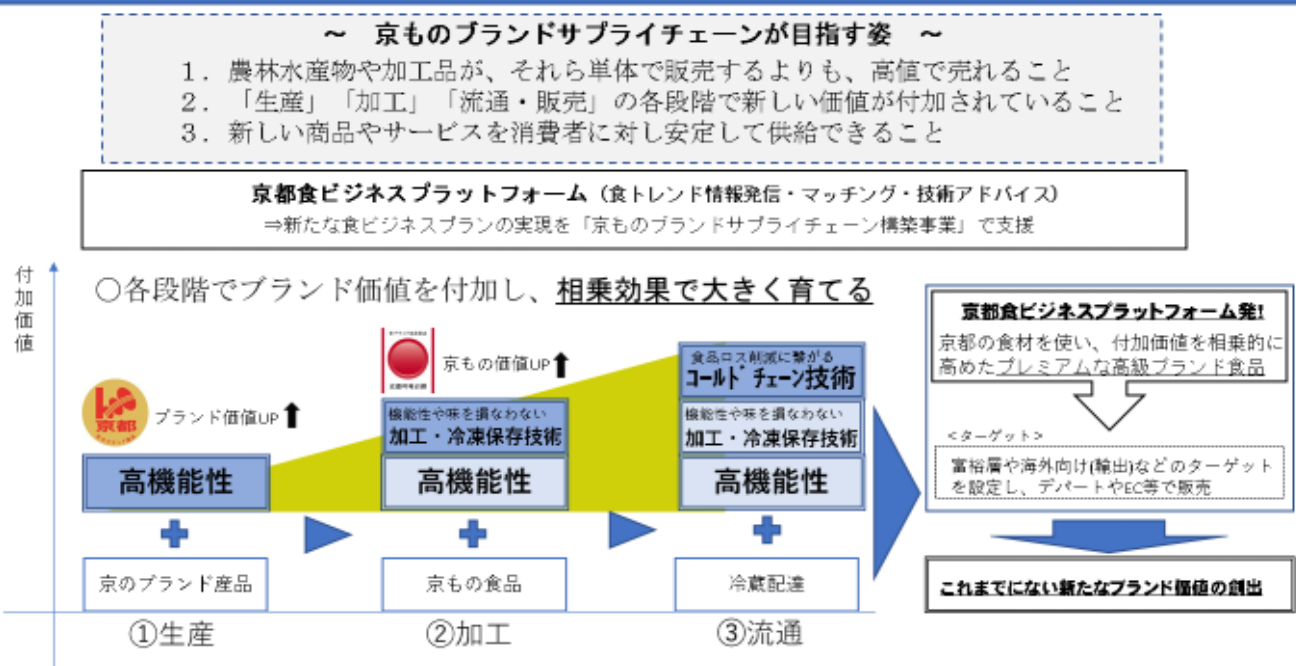 ～ 京ものブランドサプライチェーンが目指す姿 ～
1．農林水産物や加工品が、それら単体で販売するよりも、高値で売れること
2．「生産」「加工」「流通・販売」の各段階で新しい価値が付加されていること
3．新しい商品やサービスを消費者に対し安定して供給できること
京都食ビジネスプラットフォーム（食トレンド情報発信・マッチング・技術アドバイス）
⇒新たな食ビジネスプランの実現を「京ものブランドサプライチェーン構築事業」で支援
付加価値
○各段階でブランド価値を付加し、相乗効果で大きく育てる
京都
ブランド価値UP
高機能性
京のブランド産品
①生産
京もの価値UP
機能性や味を損なわない
加工・冷凍保存技術
高機能性
京もの食品
②加工
食品ロス削減に繋がる
コールドチェーン技術
機能性や味を損なわない
加工・冷凍保存技術
高機能性
冷蔵配達
③流通
京都食ビジネスプラットフォーム発!
京都の食材を使い、付加価値を相乗的に
高めたプレミアムな高級ブランド食品
＜ターゲット＞
富裕層や海外向け(輸出)などのターゲット
を設定し、デパートやEC等で販売
これまでにない新たなブランド価値の創出